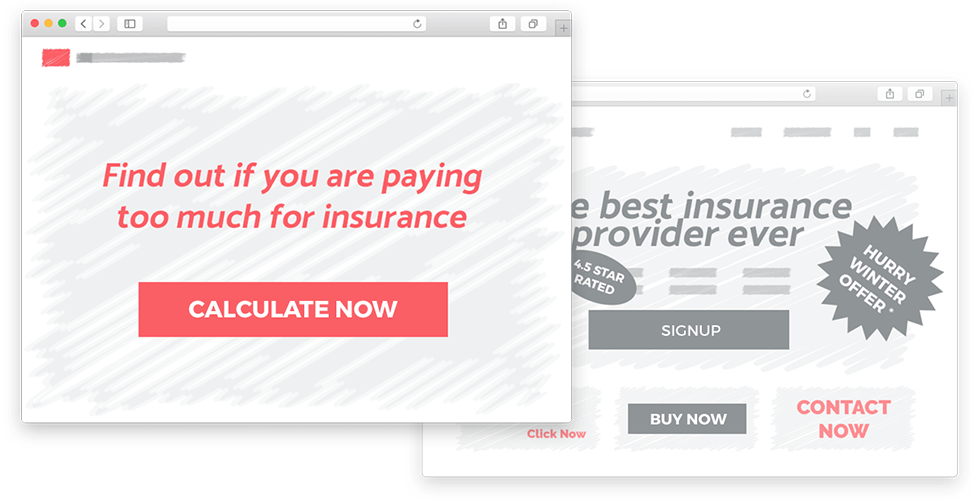 Find out if you are paying
too much for insurance
CALCULATE NOW
e best insurance
provider ever
4.5 STAR
RATED
HURRY
WINTER
OFFER *
SIGNUP
Click Now
BUY NOW
CONTACT
NOW